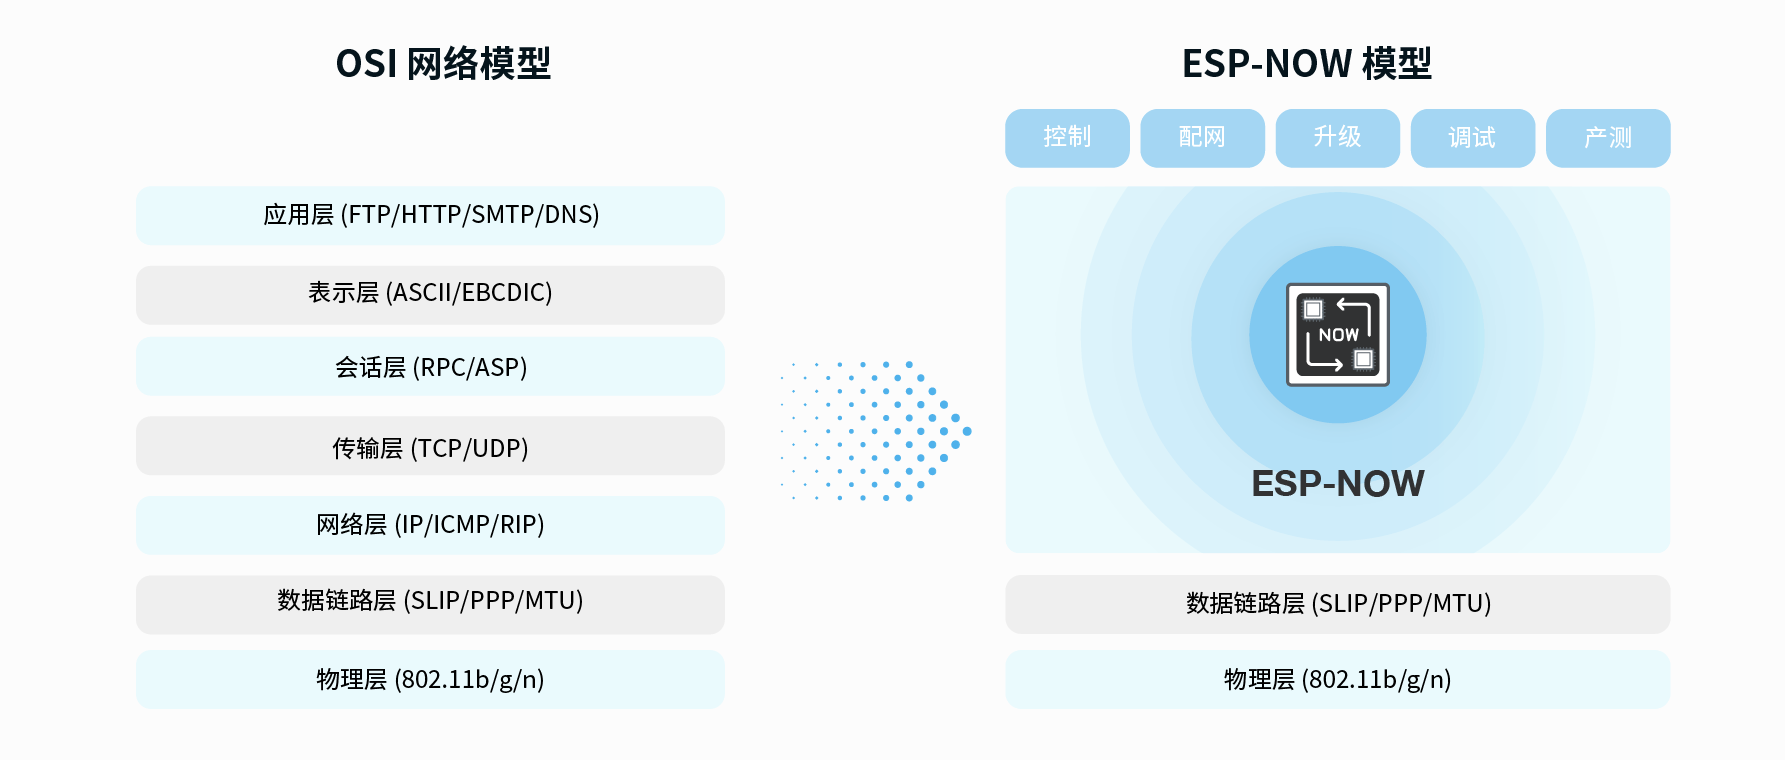 OSI 网络模型
应用层 (FTP/HTTP/SMTP/DNS)
表示层 (ASCII/EBCDIC)
会话层 (RPC/ASP)
传输层 (TCP/UDP)
网络层 (IP/ICMP/RIP)
数据链路层 (SLIP/PPP/MTU)
物理层 (802.11b/g/n)
ESP-NOW 模型
控制
配网
升级
调试
产测
NOW
ESP-NOW
数据链路层 (SLIP/PPP/MTU)
物理层 (802.11b/g/n)